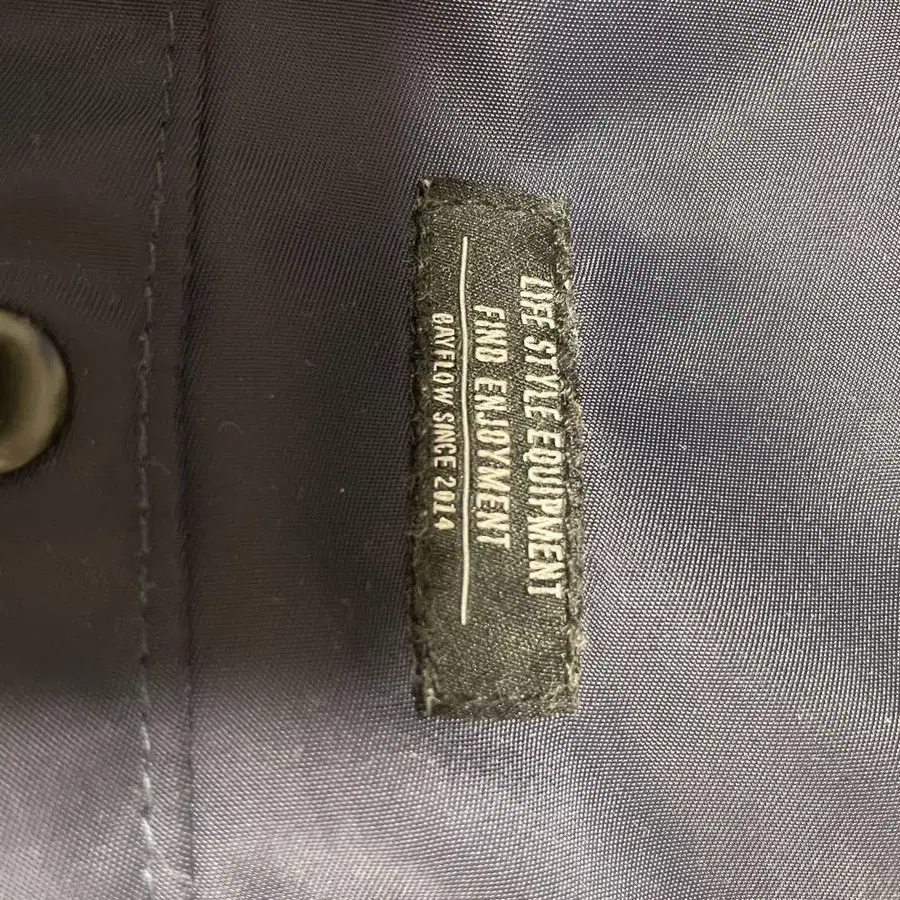 LIFE STYLE EQUIPMENT
FIND ENJOYMENT
BAYFLOW SINCE 2014